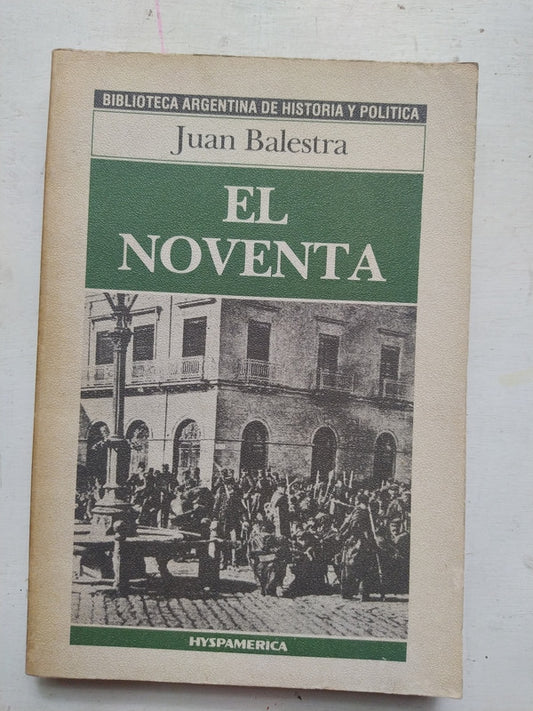 BIBLIOTECA ARGENTINA DE HISTORIA Y POLITICA
Juan Balestra
EL
NOVENTA
HYSPAMERICA